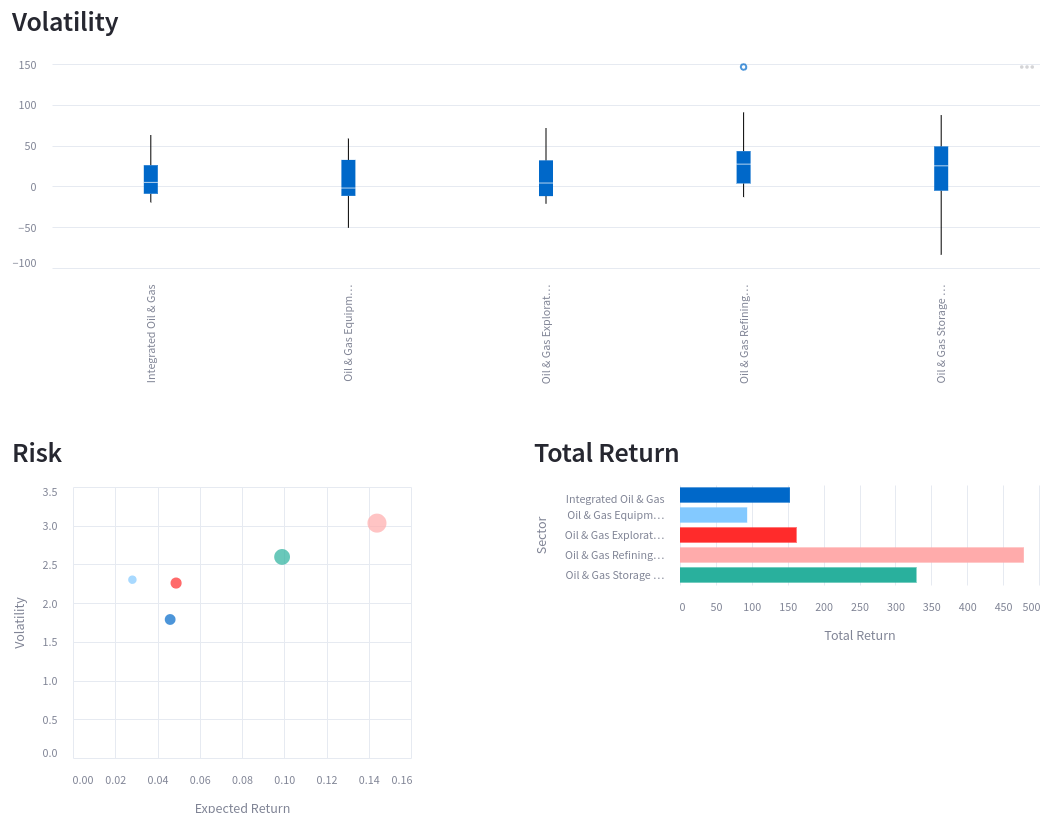 Volatility
150
100
50
0
−50
−100
Integrated Oil & Gas
Oil & Gas Equipm…
Oil & Gas Explorat…
Oil & Gas Refining…
Oil & Gas Storage …
Risk
3.5
3.0
2.5
2.0
1.5
1.0
0.5
0.0
Volatility
0.00 0.02 0.04 0.06 0.08 0.10 0.12 0.14 0.16
Expected Return
Total Return
Sector
Integrated Oil & Gas
Oil & Gas Equipm…
Oil & Gas Explorat…
Oil & Gas Refining…
Oil & Gas Storage …
0 50 100 150 200 250 300 350 400 450 500
Total Return